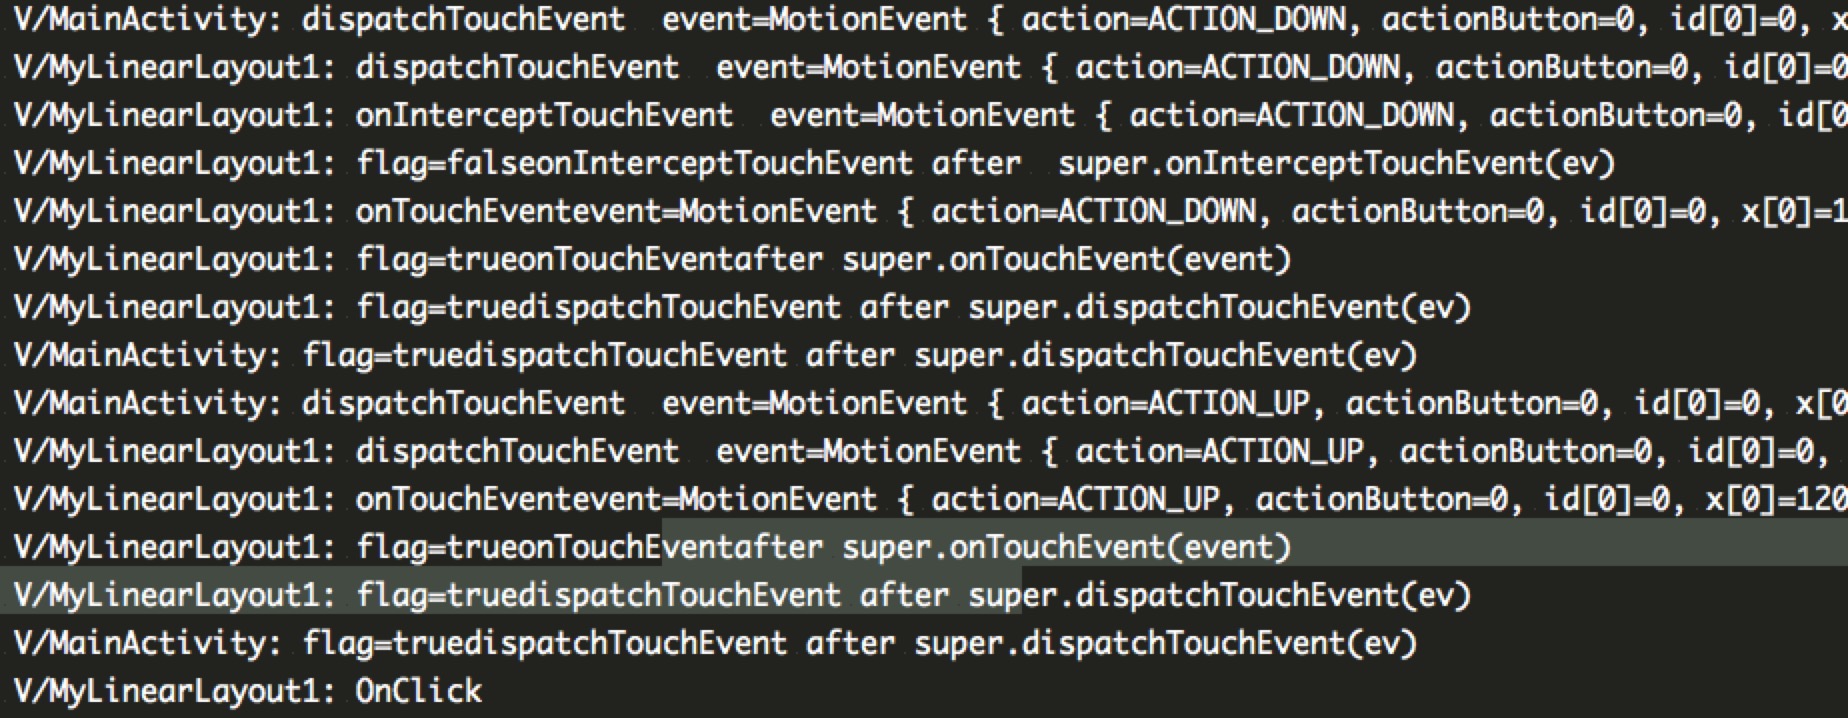 V/MainActivity: dispatchTouchEvent  event=MotionEvent { action=ACTION_DOWN, actionButton=0, id[0]=0, x
V/MyLinearLayout1: dispatchTouchEvent  event=MotionEvent { action=ACTION_DOWN, actionButton=0, id[0]=0
V/MyLinearLayout1: onInterceptTouchEvent  event=MotionEvent { action=ACTION_DOWN, actionButton=0, id[0
V/MyLinearLayout1: flag=falseonInterceptTouchEvent after  super.onInterceptTouchEvent(ev)
V/MyLinearLayout1: onTouchEventevent=MotionEvent { action=ACTION_DOWN, actionButton=0, id[0]=0, x[0]=1
V/MyLinearLayout1: flag=trueonTouchEventafter super.onTouchEvent(event)
V/MyLinearLayout1: flag=truedispatchTouchEvent after super.dispatchTouchEvent(ev)
V/MainActivity: flag=truedispatchTouchEvent after super.dispatchTouchEvent(ev)
V/MainActivity: dispatchTouchEvent  event=MotionEvent { action=ACTION_UP, actionButton=0, id[0]=0, x[0
V/MyLinearLayout1: dispatchTouchEvent  event=MotionEvent { action=ACTION_UP, actionButton=0, id[0]=0,
V/MyLinearLayout1: onTouchEventevent=MotionEvent { action=ACTION_UP, actionButton=0, id[0]=0, x[0]=120
V/MyLinearLayout1: flag=trueonTouchEventafter super.onTouchEvent(event)
V/MyLinearLayout1: flag=truedispatchTouchEvent after super.dispatchTouchEvent(ev)
V/MainActivity: flag=truedispatchTouchEvent after super.dispatchTouchEvent(ev)
V/MyLinearLayout1: OnClick